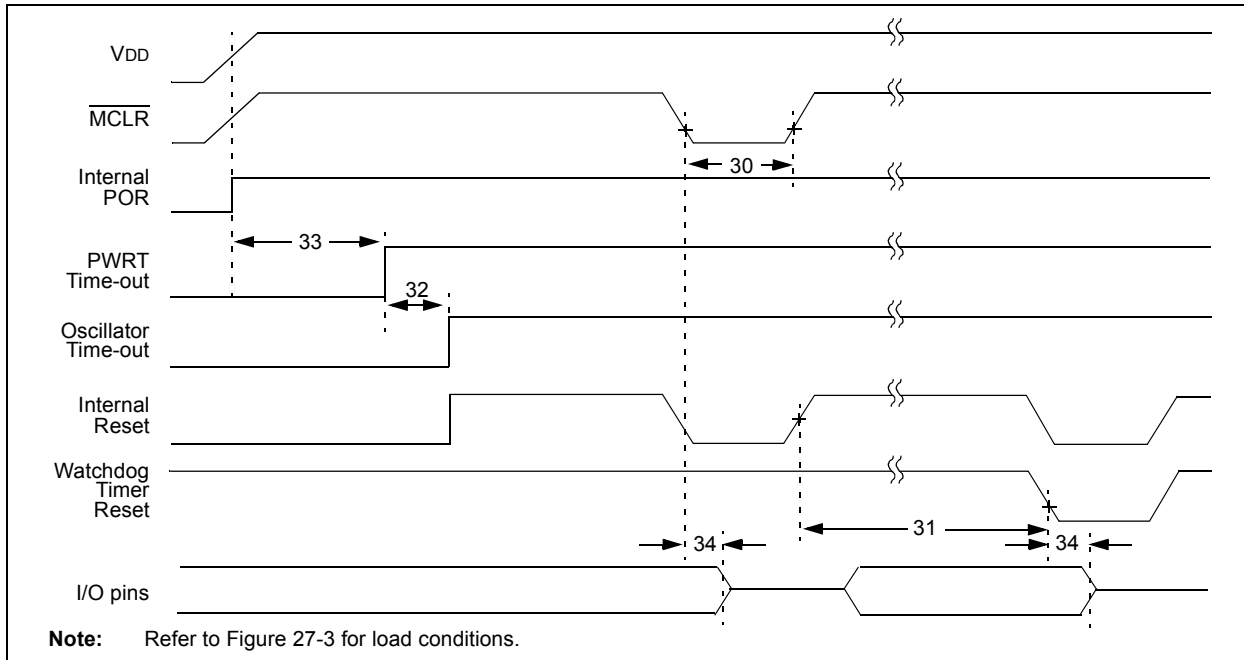 VDD
MCLR
30
Internal
POR
33
PWRT
Time-out
32
Oscillator
Time-out
Internal
Reset
Watchdog
Timer
Reset
31
34
34
I/O pins
Note: Refer to Figure 27-3 for load conditions.